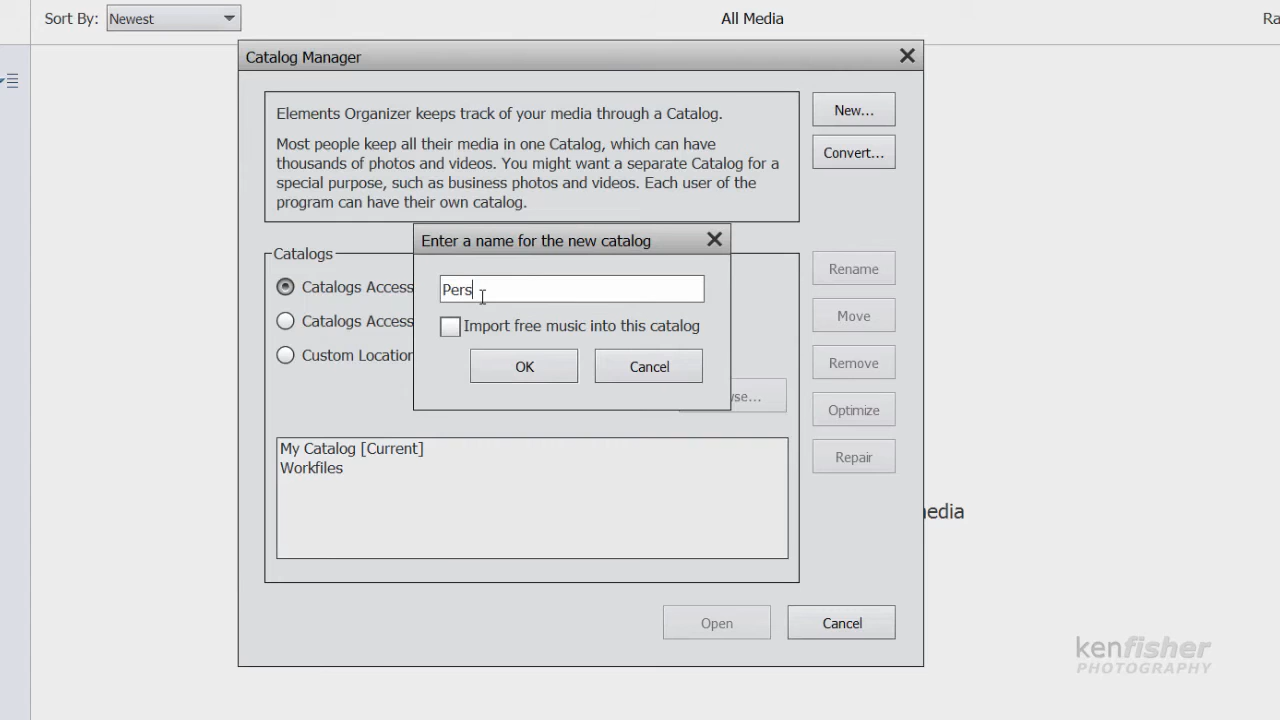 Sort By: Newest All Media Ra
Catalog Manager
Elements Organizer keeps track of your media through a Catalog.
Most people keep all their media in one Catalog, which can have
thousands of photos and videos. You might want a separate Catalog for a
special purpose, such as business photos and videos. Each user of the
program can have their own catalog.
New...
Convert...
Enter a name for the new catalog
Pers
Import free music into this catalog
OK Cancel
Catalogs
Catalogs Access
Catalogs Access
Custom Location
wse...
Rename
Move
Remove
Optimize
Repair
My Catalog [Current]
Workfiles
edia
Open Cancel
kenfisher
PHOTOGRAPHY